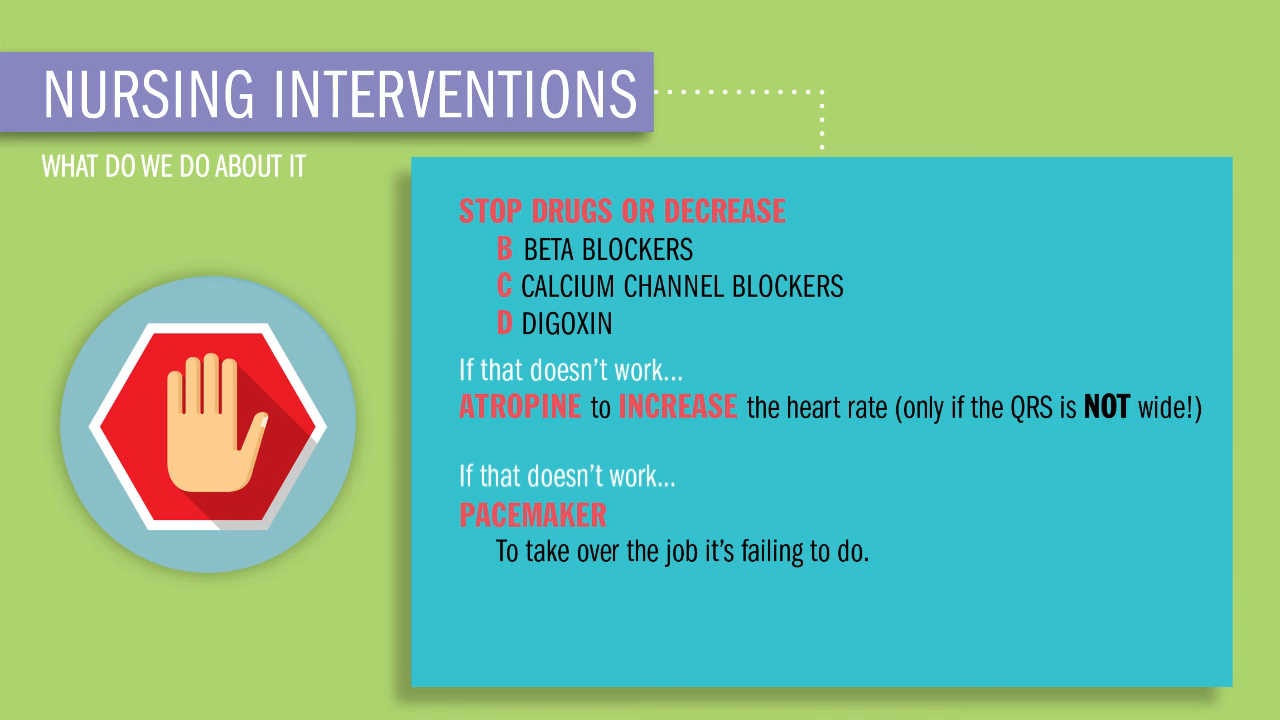 NURSING INTERVENTIONS
WHAT DO WE DO ABOUT IT
STOP DRUGS OR DECREASE
B BETA BLOCKERS
C CALCIUM CHANNEL BLOCKERS
D DIGOXIN
If that doesn’t work...
ATROPINE to INCREASE the heart rate (only if the QRS is NOT wide!)
If that doesn’t work...
PACEMAKER
To take over the job it’s failing to do.